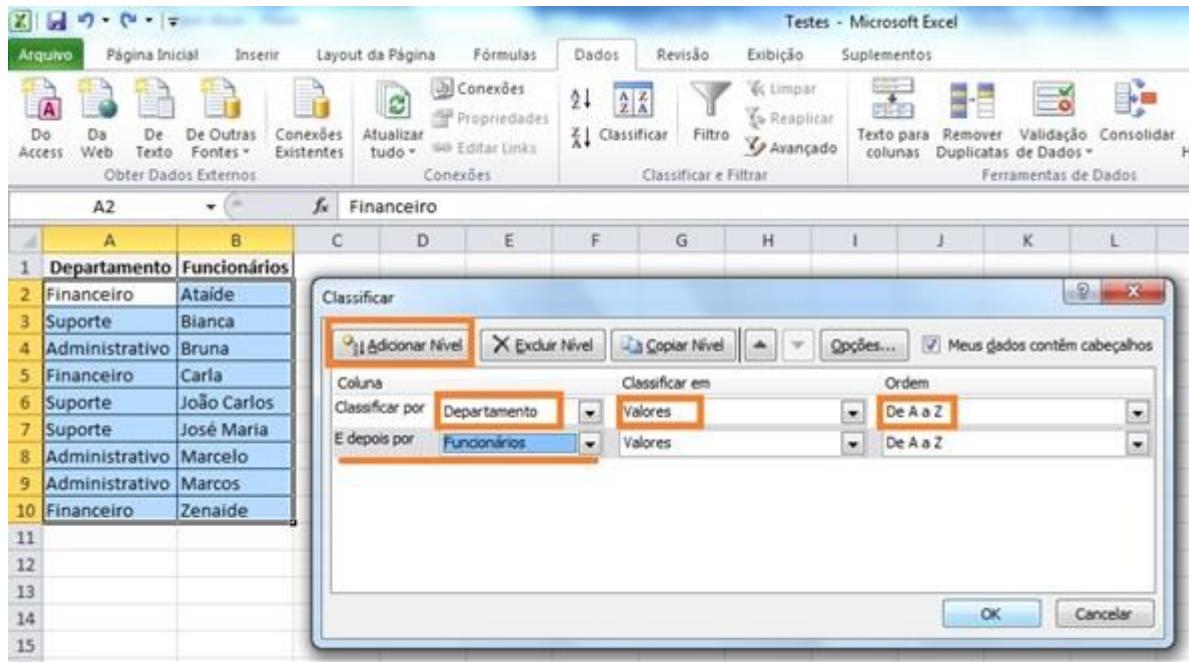 Testes - Microsoft Excel
Arquivo Página Inicial Inserir Layout da Página Fórmulas Dados Revisão Exibição Suplementos
Do Access
Da Web
De Texto
De Outras Fontes
Conexões Existentes
Obter Dados Externos
Atualizar tudo
Conexões
Propriedades
Editar Links
Conexões
Classificar
Filtro
Limpar
Reaplicar
Avançado
Classificar e Filtrar
Texto para colunas
Remover Duplicatas
Validação de Dados
Consolidar
H
Ferramentas de Dados
A2 fx Financeiro
A B C D E F G H I J K L
1 Departamento Funcionários
2 Financeiro Ataíde
3 Suporte Bianca
4 Administrativo Bruna
5 Financeiro Carla
6 Suporte João Carlos
7 Suporte José Maria
8 Administrativo Marcelo
9 Administrativo Marcos
10 Financeiro Zenaide
11
12
13
14
15
Classificar
Adicionar Nível Excluir Nível Copiar Nível Opções... Meus dados contêm cabeçalhos
Coluna Classificar em Ordem
Classificar por Departamento Valores De A a Z
E depois por Funcionários Valores De A a Z
OK Cancelar